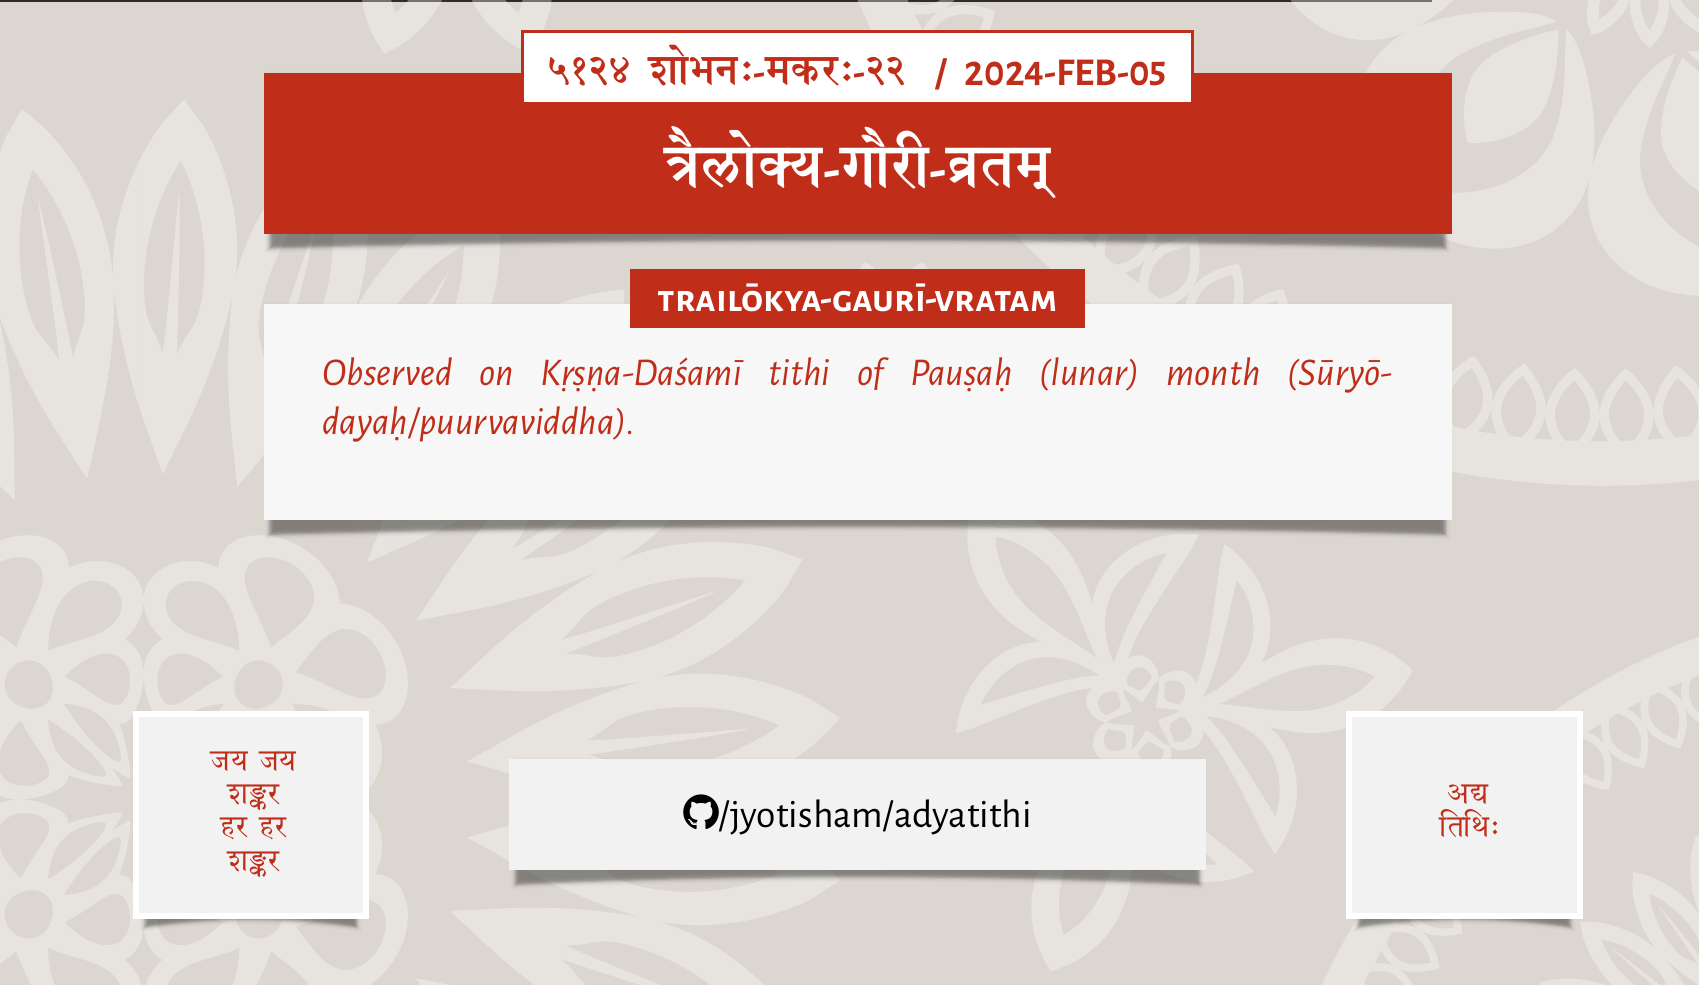 ५१२४ शोभनः-मकरः-२२ / 2024-FEB-05
त्रैलोक्य-गौरी-व्रतम्
TRAILŌKYA-GAURĪ-VRATAM
Observed on Kṛṣṇa-Daśamī tithi of Pauṣaḥ (lunar) month (Sūryō-
dayaḥ/puurvaviddha).
जय जय
शङ्कर
हर हर
शङ्कर
/jyotisham/adyatithi
अद्य
तिथिः